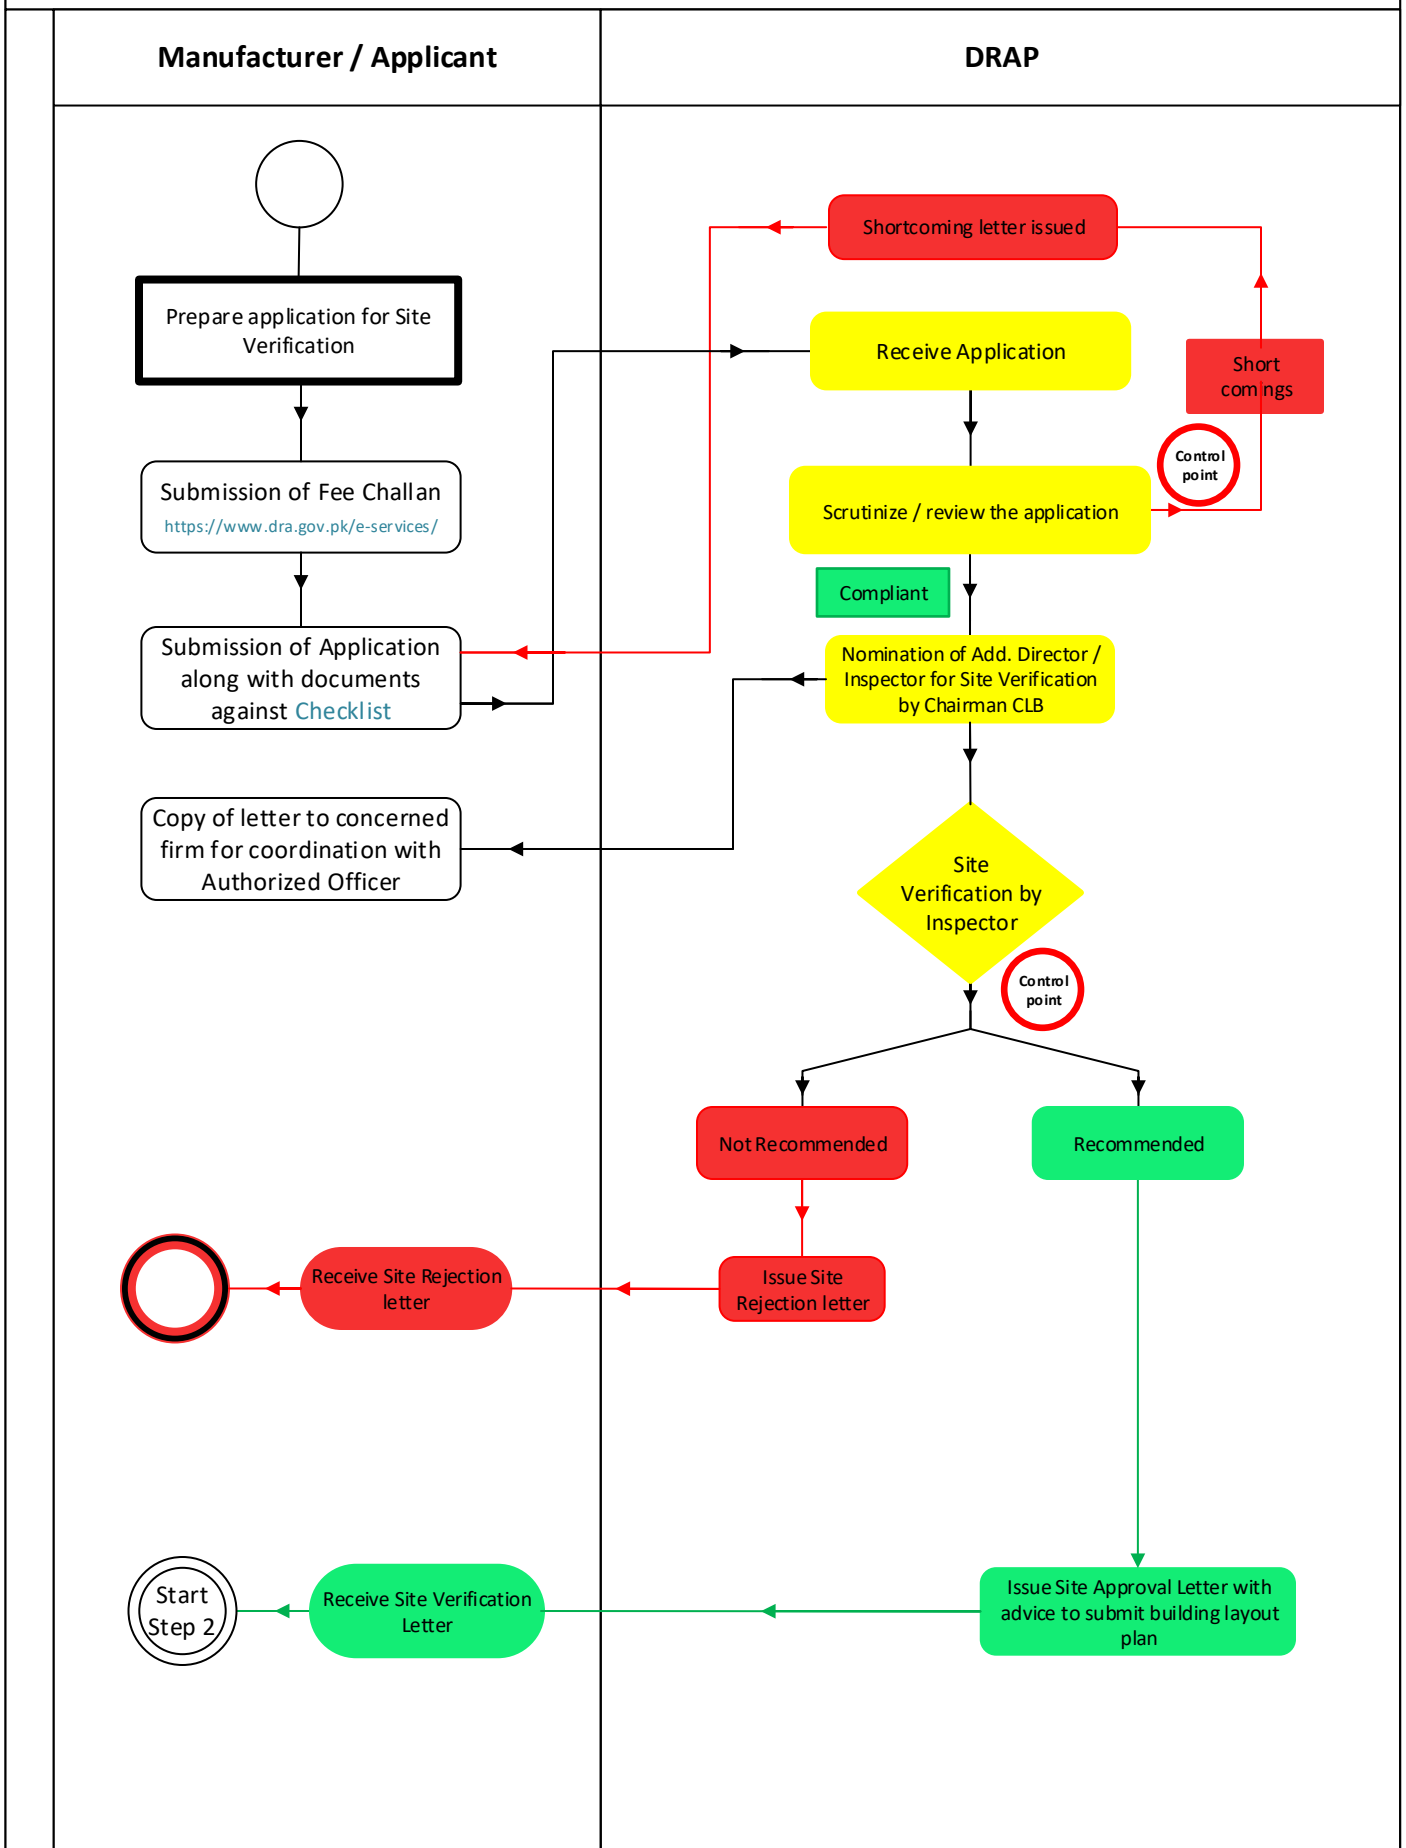 Manufacturer / Applicant
DRAP
Shortcoming letter issued
Prepare application for Site
Verification
Receive Application
Short
comings
Control
point
Submission of Fee Challan
https://www.dra.gov.pk/e-services/
Scrutinize / review the application
Compliant
Submission of Application
along with documents
against Checklist
Nomination of Add. Director /
Inspector for Site Verification
by Chairman CLB
Copy of letter to concerned
firm for coordination with
Authorized Officer
Site
Verification by
Inspector
Control
point
Not Recommended
Recommended
Receive Site Rejection
letter
Issue Site
Rejection letter
Start
Step 2
Receive Site Verification
Letter
Issue Site Approval Letter with
advice to submit building layout
plan